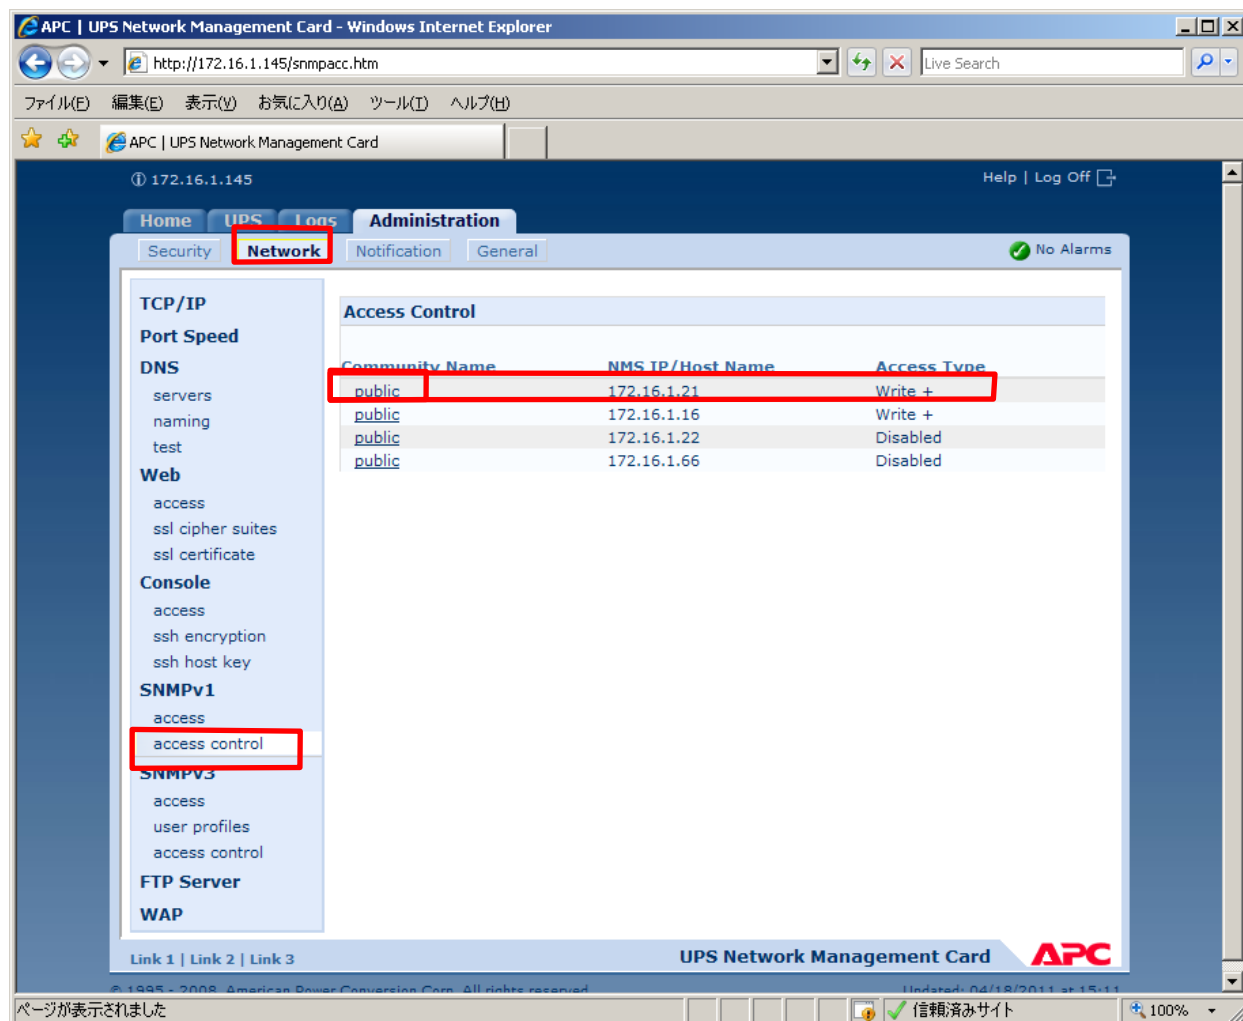 APC | UPS Network Management Card - Windows Internet Explorer
http://172.16.1.145/snmpacc.htm
Live Search
ファイル(F) 編集(E) 表示(V) お気に入り(A) ツール(T) ヘルプ(H)
APC | UPS Network Management Card
172.16.1.145
Help | Log Off
Home UPS Logs Administration
Security Network Notification General
No Alarms
TCP/IP
Port Speed
DNS
servers
naming
test
Web
access
ssl cipher suites
ssl certificate
Console
access
ssh encryption
ssh host key
SNMPv1
access
access control
SNMPv3
access
user profiles
access control
FTP Server
WAP
Access Control
Community Name NMS IP/Host Name Access Type
public 172.16.1.21 Write +
public 172.16.1.16 Write +
public 172.16.1.22 Disabled
public 172.16.1.66 Disabled
Link 1 | Link 2 | Link 3
UPS Network Management Card
APC
© 1995 - 2008, American Power Conversion Corp. All rights reserved.
Updated: 04/18/2011 at 15:11
ページが表示されました
信頼済みサイト
100%